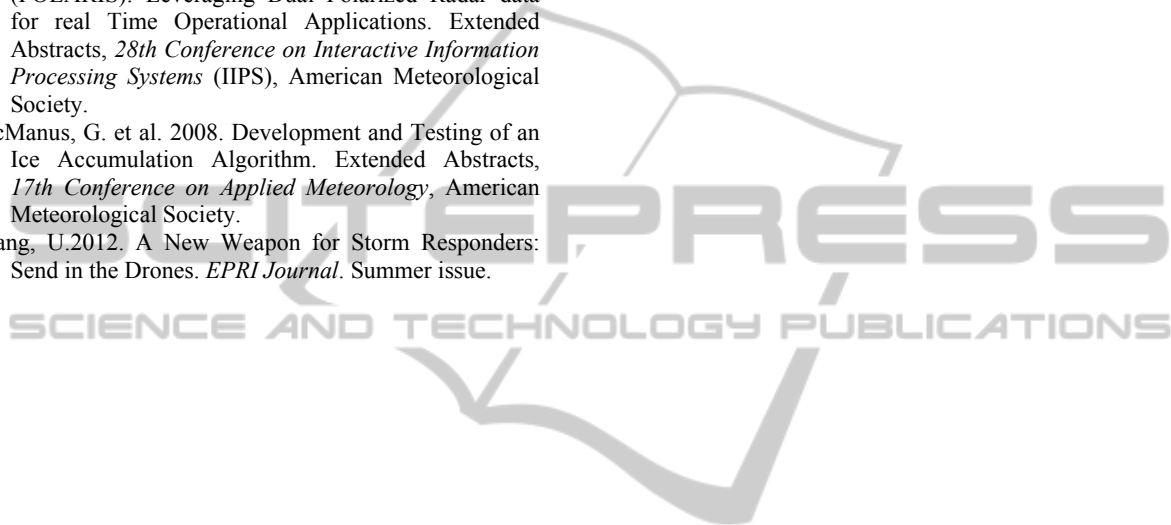 (POLARIS). Leveraging Dual Polarized Radar data
for real Time Operational Applications. Extended
Abstracts, 28th Conference on Interactive Information
Processing Systems (IIPS), American Meteorological
Society.
cManus, G. et al. 2008. Development and Testing of an
Ice Accumulation Algorithm. Extended Abstracts,
17th Conference on Applied Meteorology, American
Meteorological Society.
ang, U.2012. A New Weapon for Storm Responders:
Send in the Drones. EPRI Journal. Summer issue.
SCITEPRESS
SCIENCE AND TECHNOLOGY PUBLICATIONS